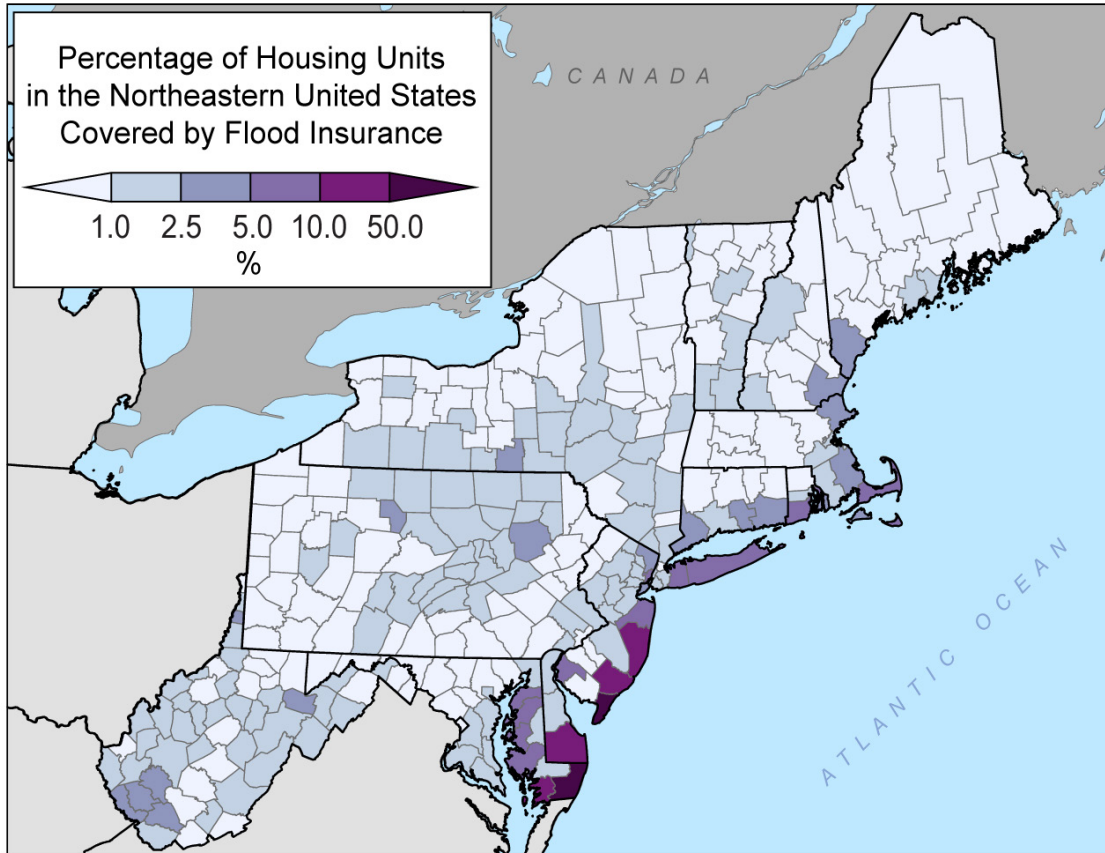 Percentage of Housing Units
in the Northeastern United States
Covered by Flood Insurance
1.0 2.5 5.0 10.0 50.0
%
CANADA
ATLANTIC OCEAN